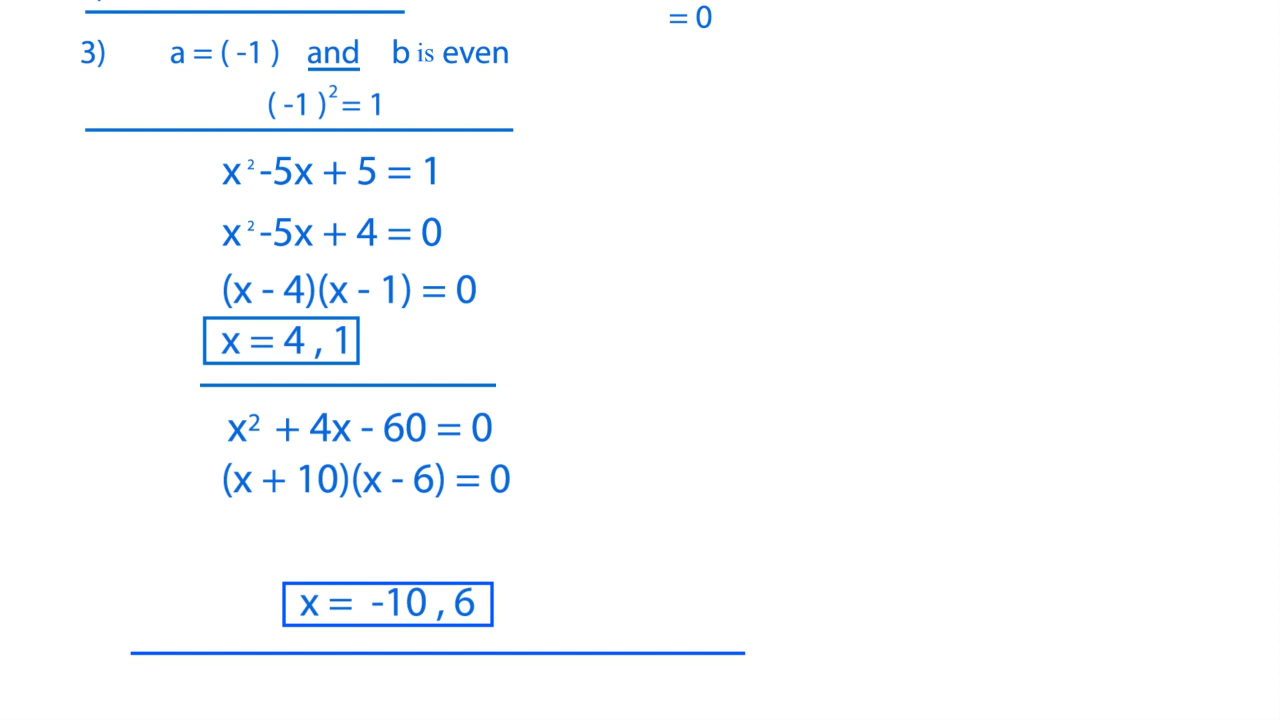 = 0
3) a = ( -1 ) and b is even
( -1 )² = 1
x² -5x + 5 = 1
x² -5x + 4 = 0
(x - 4)(x - 1) = 0
x = 4 , 1
x² + 4x - 60 = 0
(x + 10)(x - 6) = 0
x = -10 , 6